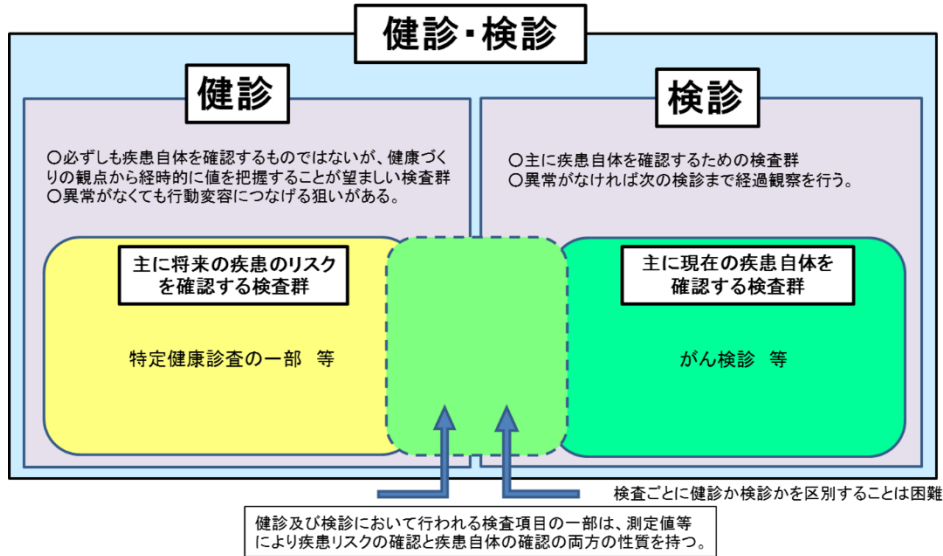 健診・検診
健診
○必ずしも疾患自体を確認するものではないが、健康づく
りの観点から経時的に値を把握することが望ましい検査群
○異常がなくても行動変容につなげる狙いがある。
主に将来の疾患のリスク
を確認する検査群
特定健康診査の一部 等
検診
○主に疾患自体を確認するための検査群
○異常がなければ次の検診まで経過観察を行う。
主に現在の疾患自体を
確認する検査群
がん検診 等
検査ごとに健診か検診かを区別することは困難
健診及び検診において行われる検査項目の一部は、測定値等
により疾患リスクの確認と疾患自体の確認の両方の性質を持つ。